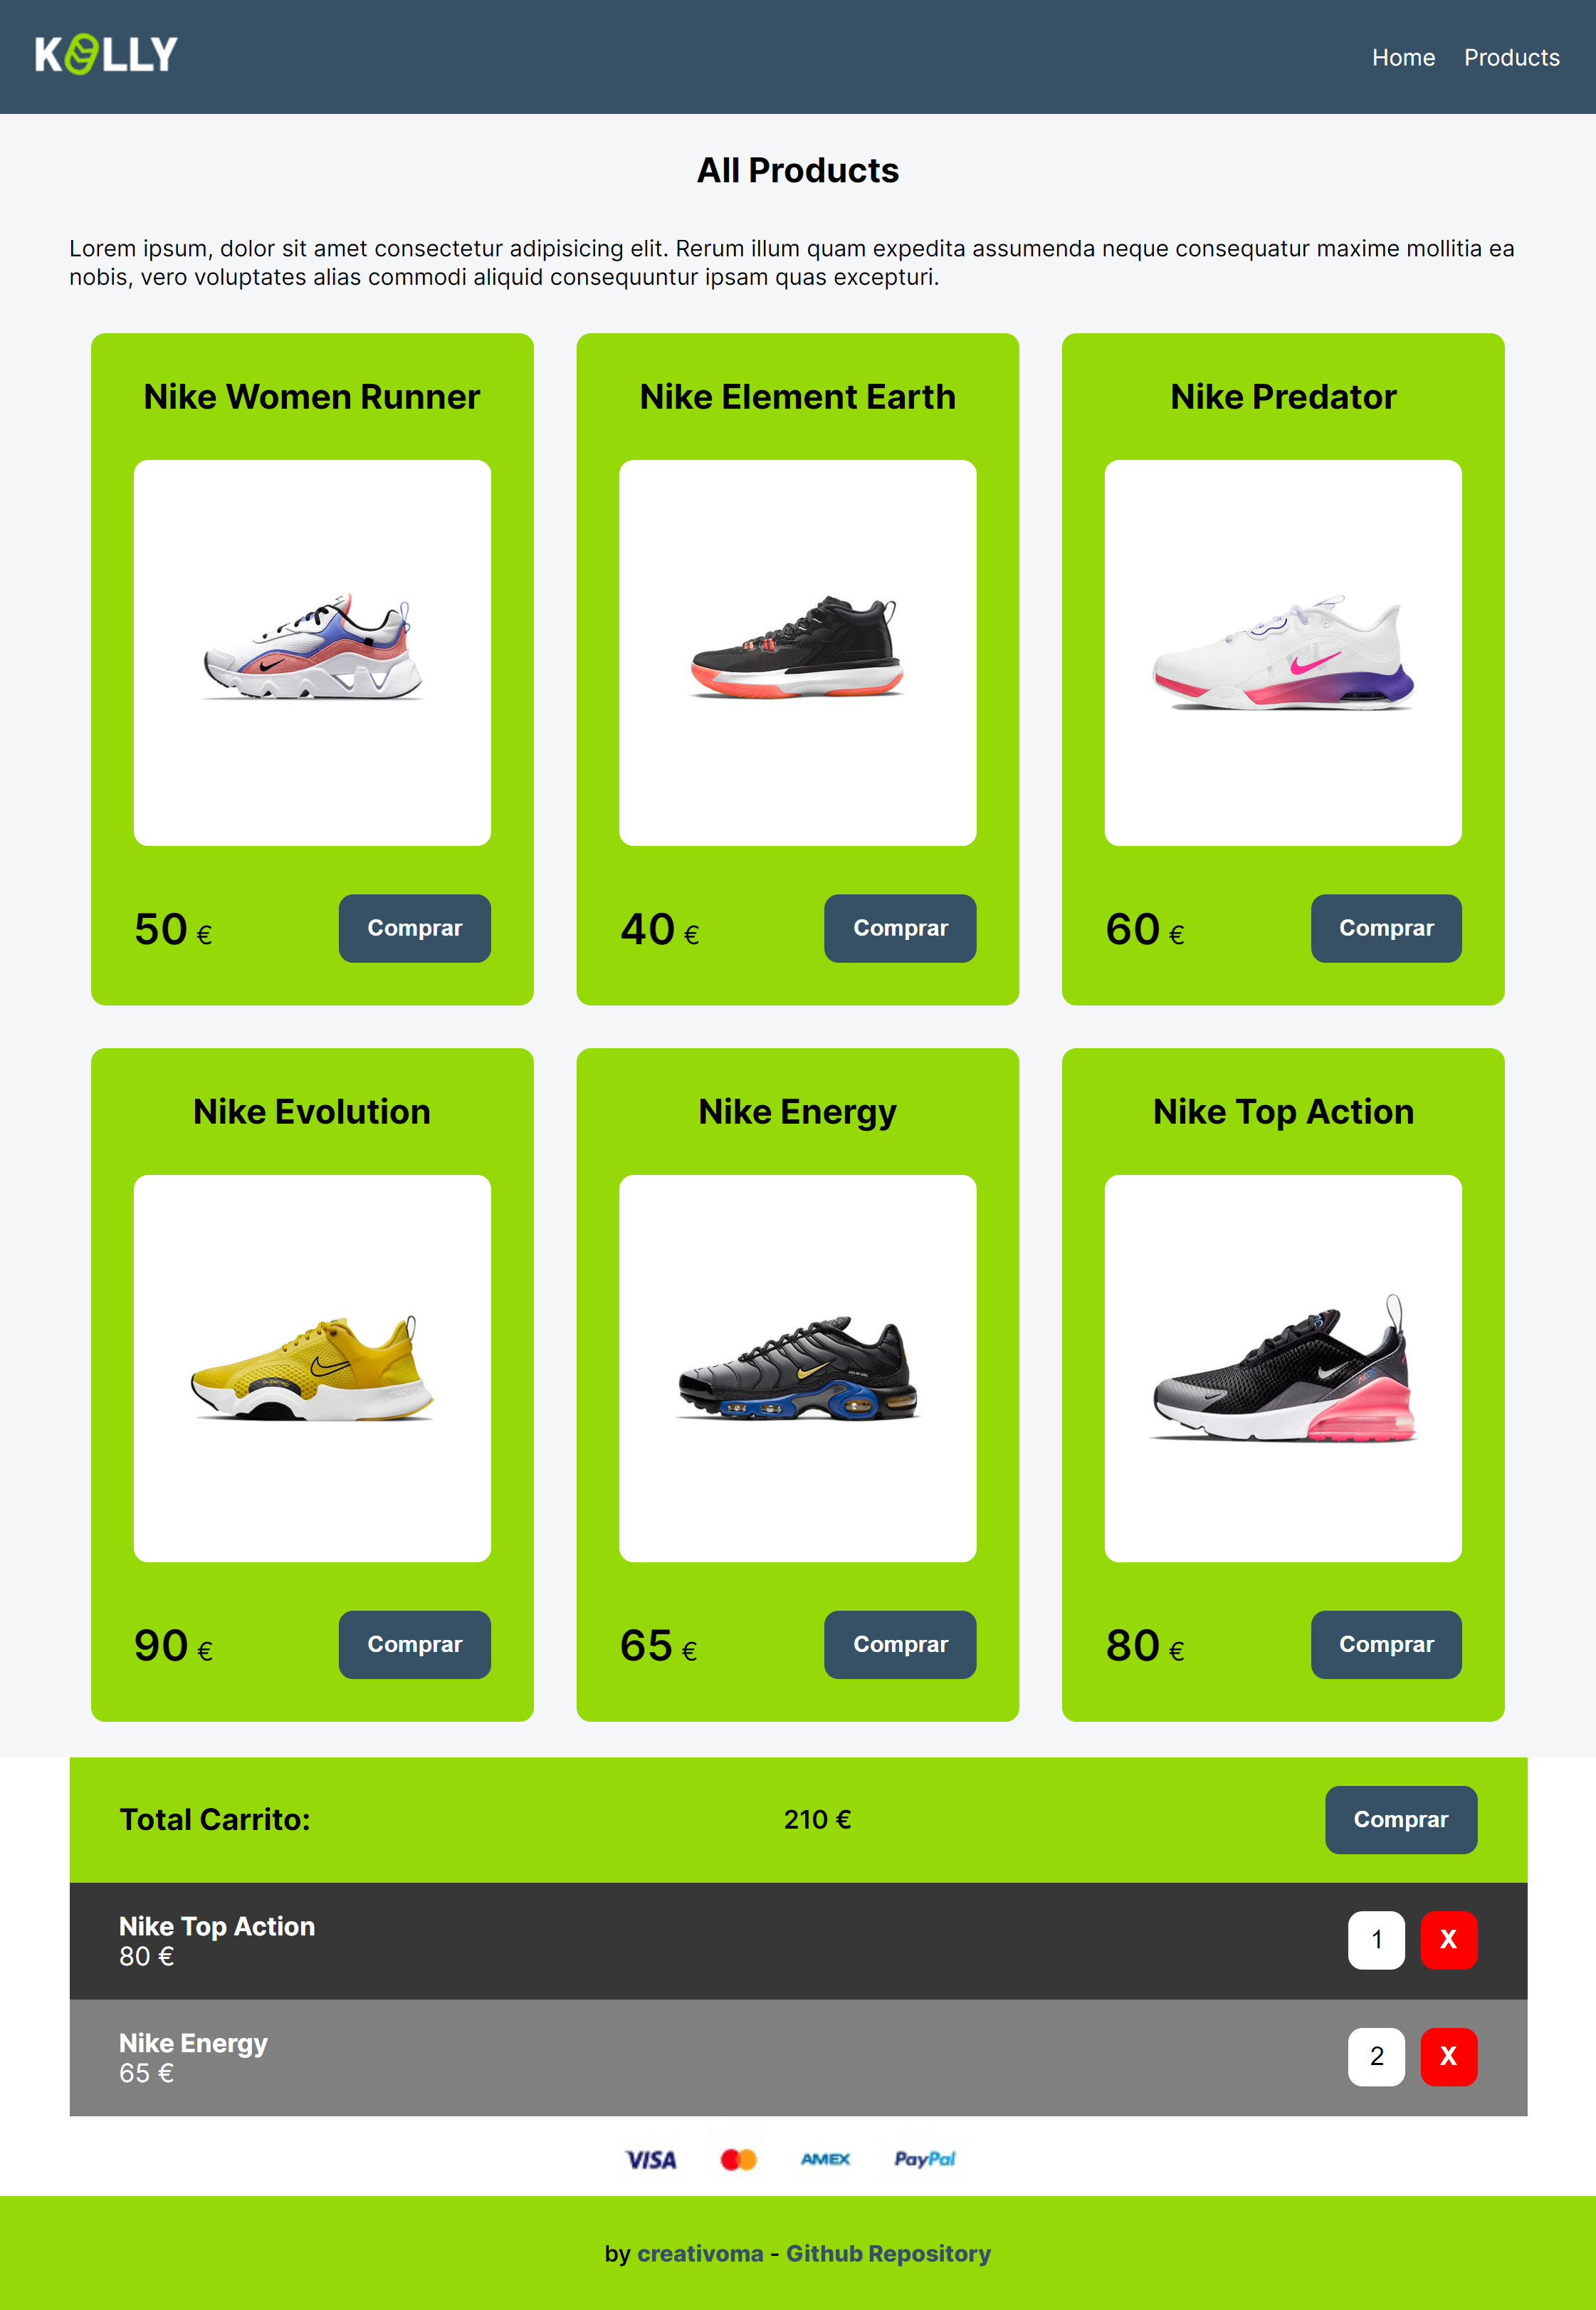 KOLLY
Home Products
All Products
Lorem ipsum, dolor sit amet consectetur adipisicing elit. Rerum illum quam expedita assumenda neque consequatur maxime mollitia ea
nobis, vero voluptates alias commodi aliquid consequuntur ipsam quas excepturi.
Nike Women Runner
50 €
Comprar
Nike Element Earth
40 €
Comprar
Nike Predator
60 €
Comprar
Nike Evolution
90 €
Comprar
Nike Energy
65 €
Comprar
Nike Top Action
80 €
Comprar
Total Carrito:
210 €
Comprar
Nike Top Action
80 €
1 X
Nike Energy
65 €
2 X
VISA AMEX PayPal
by creativoma - Github Repository